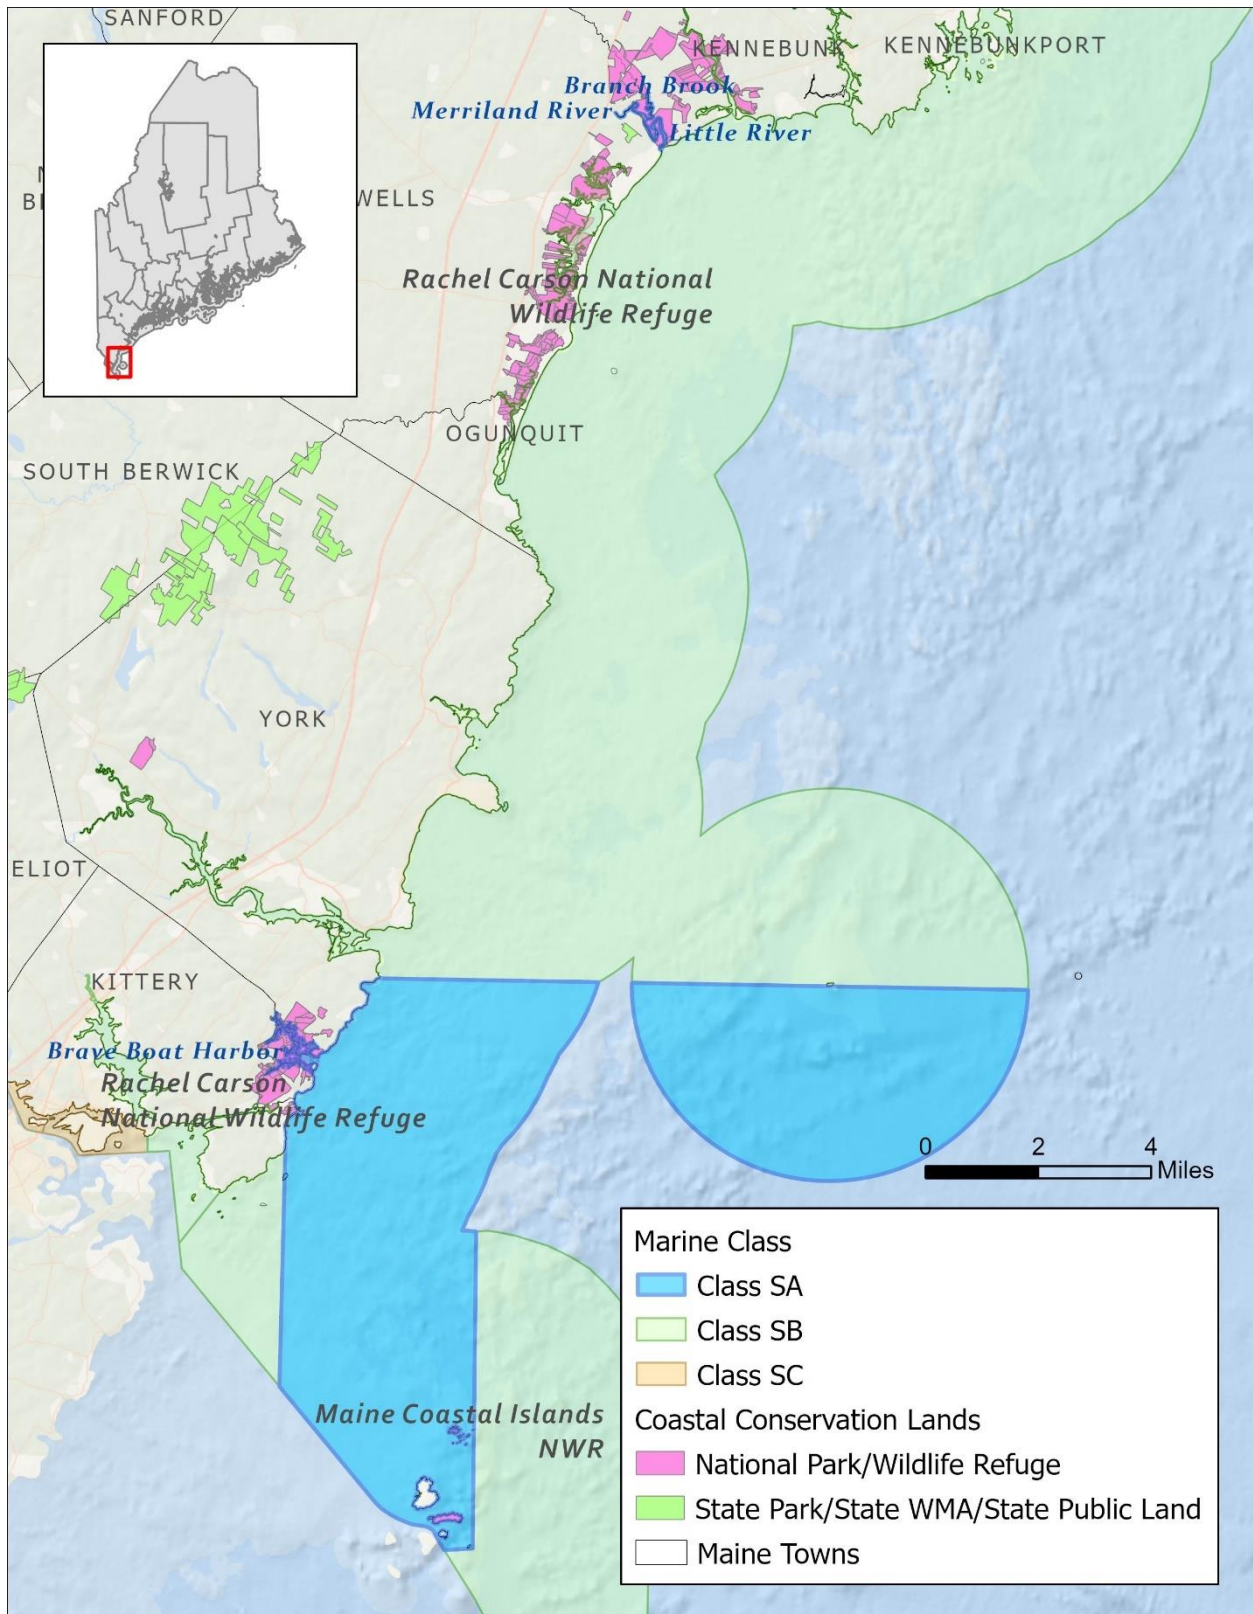 SANFORD
KENNEBUNK
KENNEBUNKPORT
Branch Brook
Merriland River
Little River
WELLS
Rachel Carson National
Wildlife Refuge
OGUNQUIT
SOUTH BERWICK
YORK
ELIOT
KITTERY
Brave Boat Harbor
Rachel Carson
National Wildlife Refuge
0 2 4
Miles
Marine Class
Class SA
Class SB
Class SC
Maine Coastal Islands
NWR
Coastal Conservation Lands
National Park/Wildlife Refuge
State Park/State WMA/State Public Land
Maine Towns